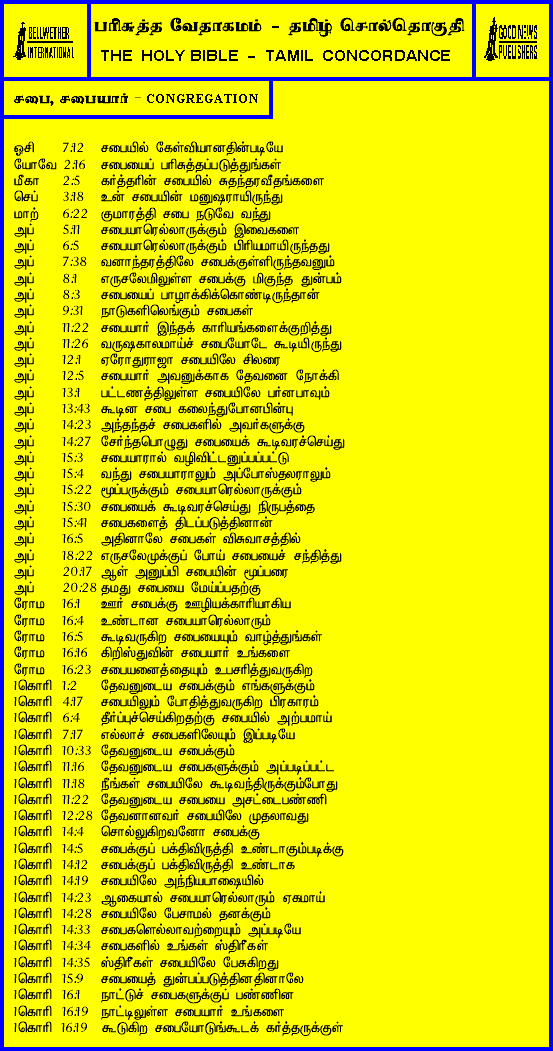 BELLWETHER
INTERNATIONAL
பரிசுத்த வேதாகமம் - தமிழ் சொல்தொகுதி
THE HOLY BIBLE - TAMIL CONCORDANCE
GOOD NEWS
PUBLISHERS
சபை, சபையார் - CONGREGATION
ஓசி 7:12 சபையில் கேள்வியானதின்படியே
யோவே 2:16 சபையைப் பரிசுத்தப்படுத்துங்கள்
மீகா 2:5 கர்த்தரின் சபையில் சுதந்தரவீதங்களை
செப் 3:18 உன் சபையின் மனுஷராயிருந்து
மாற் 6:22 குமாரத்தி சபை நடுவே வந்து
அப் 5:11 சபையாரெல்லாருக்கும் இவைகளை
அப் 6:5 சபையாரெல்லாருக்கும் பிரியமாயிருந்தது
அப் 7:38 வனாந்தரத்திலே சபைக்குள்ளிருந்தவனும்
அப் 8:1 எருசலேமிலுள்ள சபைக்கு மிகுந்த துன்பம்
அப் 8:3 சபையைப் பாழாக்கிக்கொண்டிருந்தான்
அப் 9:31 நாடுகளிலெங்கும் சபைகள்
அப் 11:22 சபையார் இந்தக் காரியங்களைக்குறித்து
அப் 11:26 வருஷகாலமாய்ச் சபையோடே கூடியிருந்து
அப் 12:1 ஏரோதுராஜா சபையிலே சிலரை
அப் 12:5 சபையார் அவனுக்காக தேவனை நோக்கி
அப் 13:1 பட்டணத்திலுள்ள சபையிலே பர்னபாவும்
அப் 13:43 கூடின சபை கலைந்துபோனபின்பு
அப் 14:23 அந்தந்தச் சபைகளில் அவர்களுக்கு
அப் 14:27 சேர்ந்தபொழுது சபையைக் கூடிவரச்செய்து
அப் 15:3 சபையாரால் வழிவிட்டனுப்பப்பட்டு
அப் 15:4 வந்து சபையாராலும் அப்போஸ்தலராலும்
அப் 15:22 மூப்பருக்கும் சபையாரெல்லாருக்கும்
அப் 15:30 சபையைக் கூடிவரச்செய்து நிருபத்தை
அப் 15:41 சபைகளைத் திடப்படுத்தினான்
அப் 16:5 அதினாலே சபைகள் விசுவாசத்தில்
அப் 18:22 எருசலேமுக்குப் போய் சபையைச் சந்தித்து
அப் 20:17 ஆள் அனுப்பி சபையின் மூப்பரை
அப் 20:28 தமது சபையை மேய்ப்பதற்கு
ரோம 16:1 ஊர் சபைக்கு ஊழியக்காரியாகிய
ரோம 16:4 உண்டான சபையாரெல்லாரும்
ரோம 16:5 கூடிவருகிற சபையையும் வாழ்த்துங்கள்
ரோம 16:16 கிறிஸ்துவின் சபையார் உங்களை
ரோம 16:23 சபையனைத்தையும் உபசரித்துவருகிற
1கொரி 1:2 தேவனுடைய சபைக்கும் எங்களுக்கும்
1கொரி 4:17 சபையிலும் போதித்துவருகிற பிரகாரம்
1கொரி 6:4 தீர்ப்புச்செய்கிறதற்கு சபையில் அற்பமாய்
1கொரி 7:17 எல்லாச் சபைகளிலேயும் இப்படியே
1கொரி 10:33 தேவனுடைய சபைக்கும்
1கொரி 11:16 தேவனுடைய சபைகளுக்கும் அப்படிப்பட்ட
1கொரி 11:18 நீங்கள் சபையிலே கூடிவந்திருக்கும்போது
1கொரி 11:22 தேவனுடைய சபையை அசட்டைபண்ணி
1கொரி 12:28 தேவனானவர் சபையிலே முதலாவது
1கொரி 14:4 சொல்லுகிறவனோ சபைக்கு
1கொரி 14:5 சபைக்குப் பக்திவிருத்தி உண்டாகும்படிக்கு
1கொரி 14:12 சபைக்குப் பக்திவிருத்தி உண்டாக
1கொரி 14:19 சபையிலே அந்நியபாஷையில்
1கொரி 14:23 ஆகையால் சபையாரெல்லாரும் ஏகமாய்
1கொரி 14:28 சபையிலே பேசாமல் தனக்கும்
1கொரி 14:33 சபைகளெல்லாவற்றையும் அப்படியே
1கொரி 14:34 சபைகளில் உங்கள் ஸ்திரீகள்
1கொரி 14:35 ஸ்திரீகள் சபையிலே பேசுகிறது
1கொரி 15:9 சபையைத் துன்பப்படுத்தினதினாலே
1கொரி 16:1 நாட்டுச் சபைகளுக்குப் பண்ணின
1கொரி 16:19 நாட்டிலுள்ள சபையார் உங்களை
1கொரி 16:19 கூடுகிற சபையோடுங்கூடக் கர்த்தருக்குள்